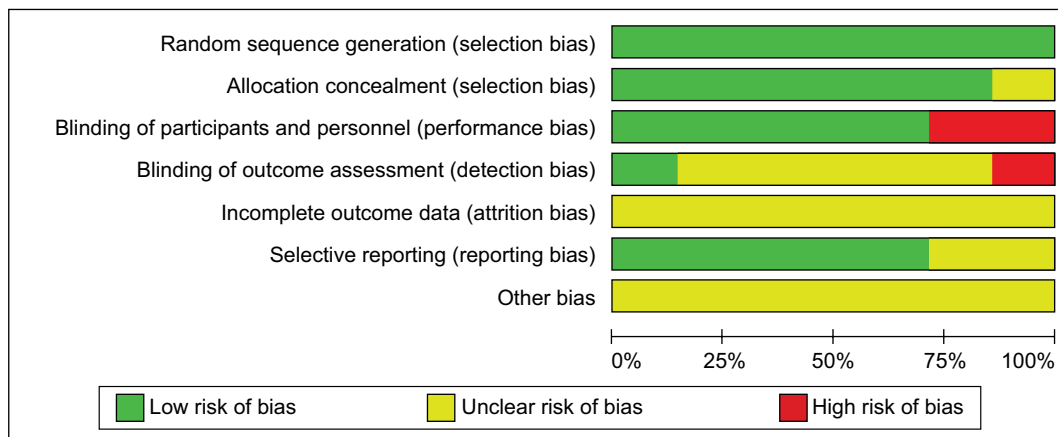 Random sequence generation (selection bias)
Allocation concealment (selection bias)
Blinding of participants and personnel (performance bias)
Blinding of outcome assessment (detection bias)
Incomplete outcome data (attrition bias)
Selective reporting (reporting bias)
Other bias
0% 25% 50% 75% 100%
Low risk of bias Unclear risk of bias High risk of bias